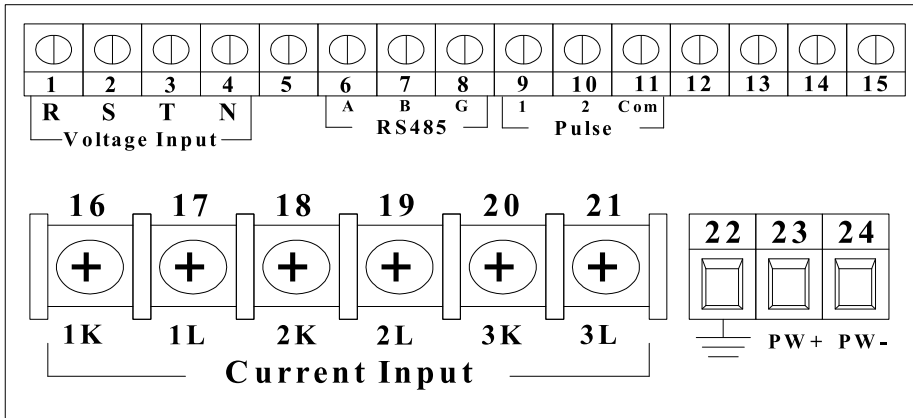 1 2 3 4 5 6 7 8 9 10 11 12 13 14 15
R S T N A B G 1 2 Com
Voltage Input RS485 Pulse
16 17 18 19 20 21 22 23 24
1K 1L 2K 2L 3K 3L PW+ PW-
Current Input